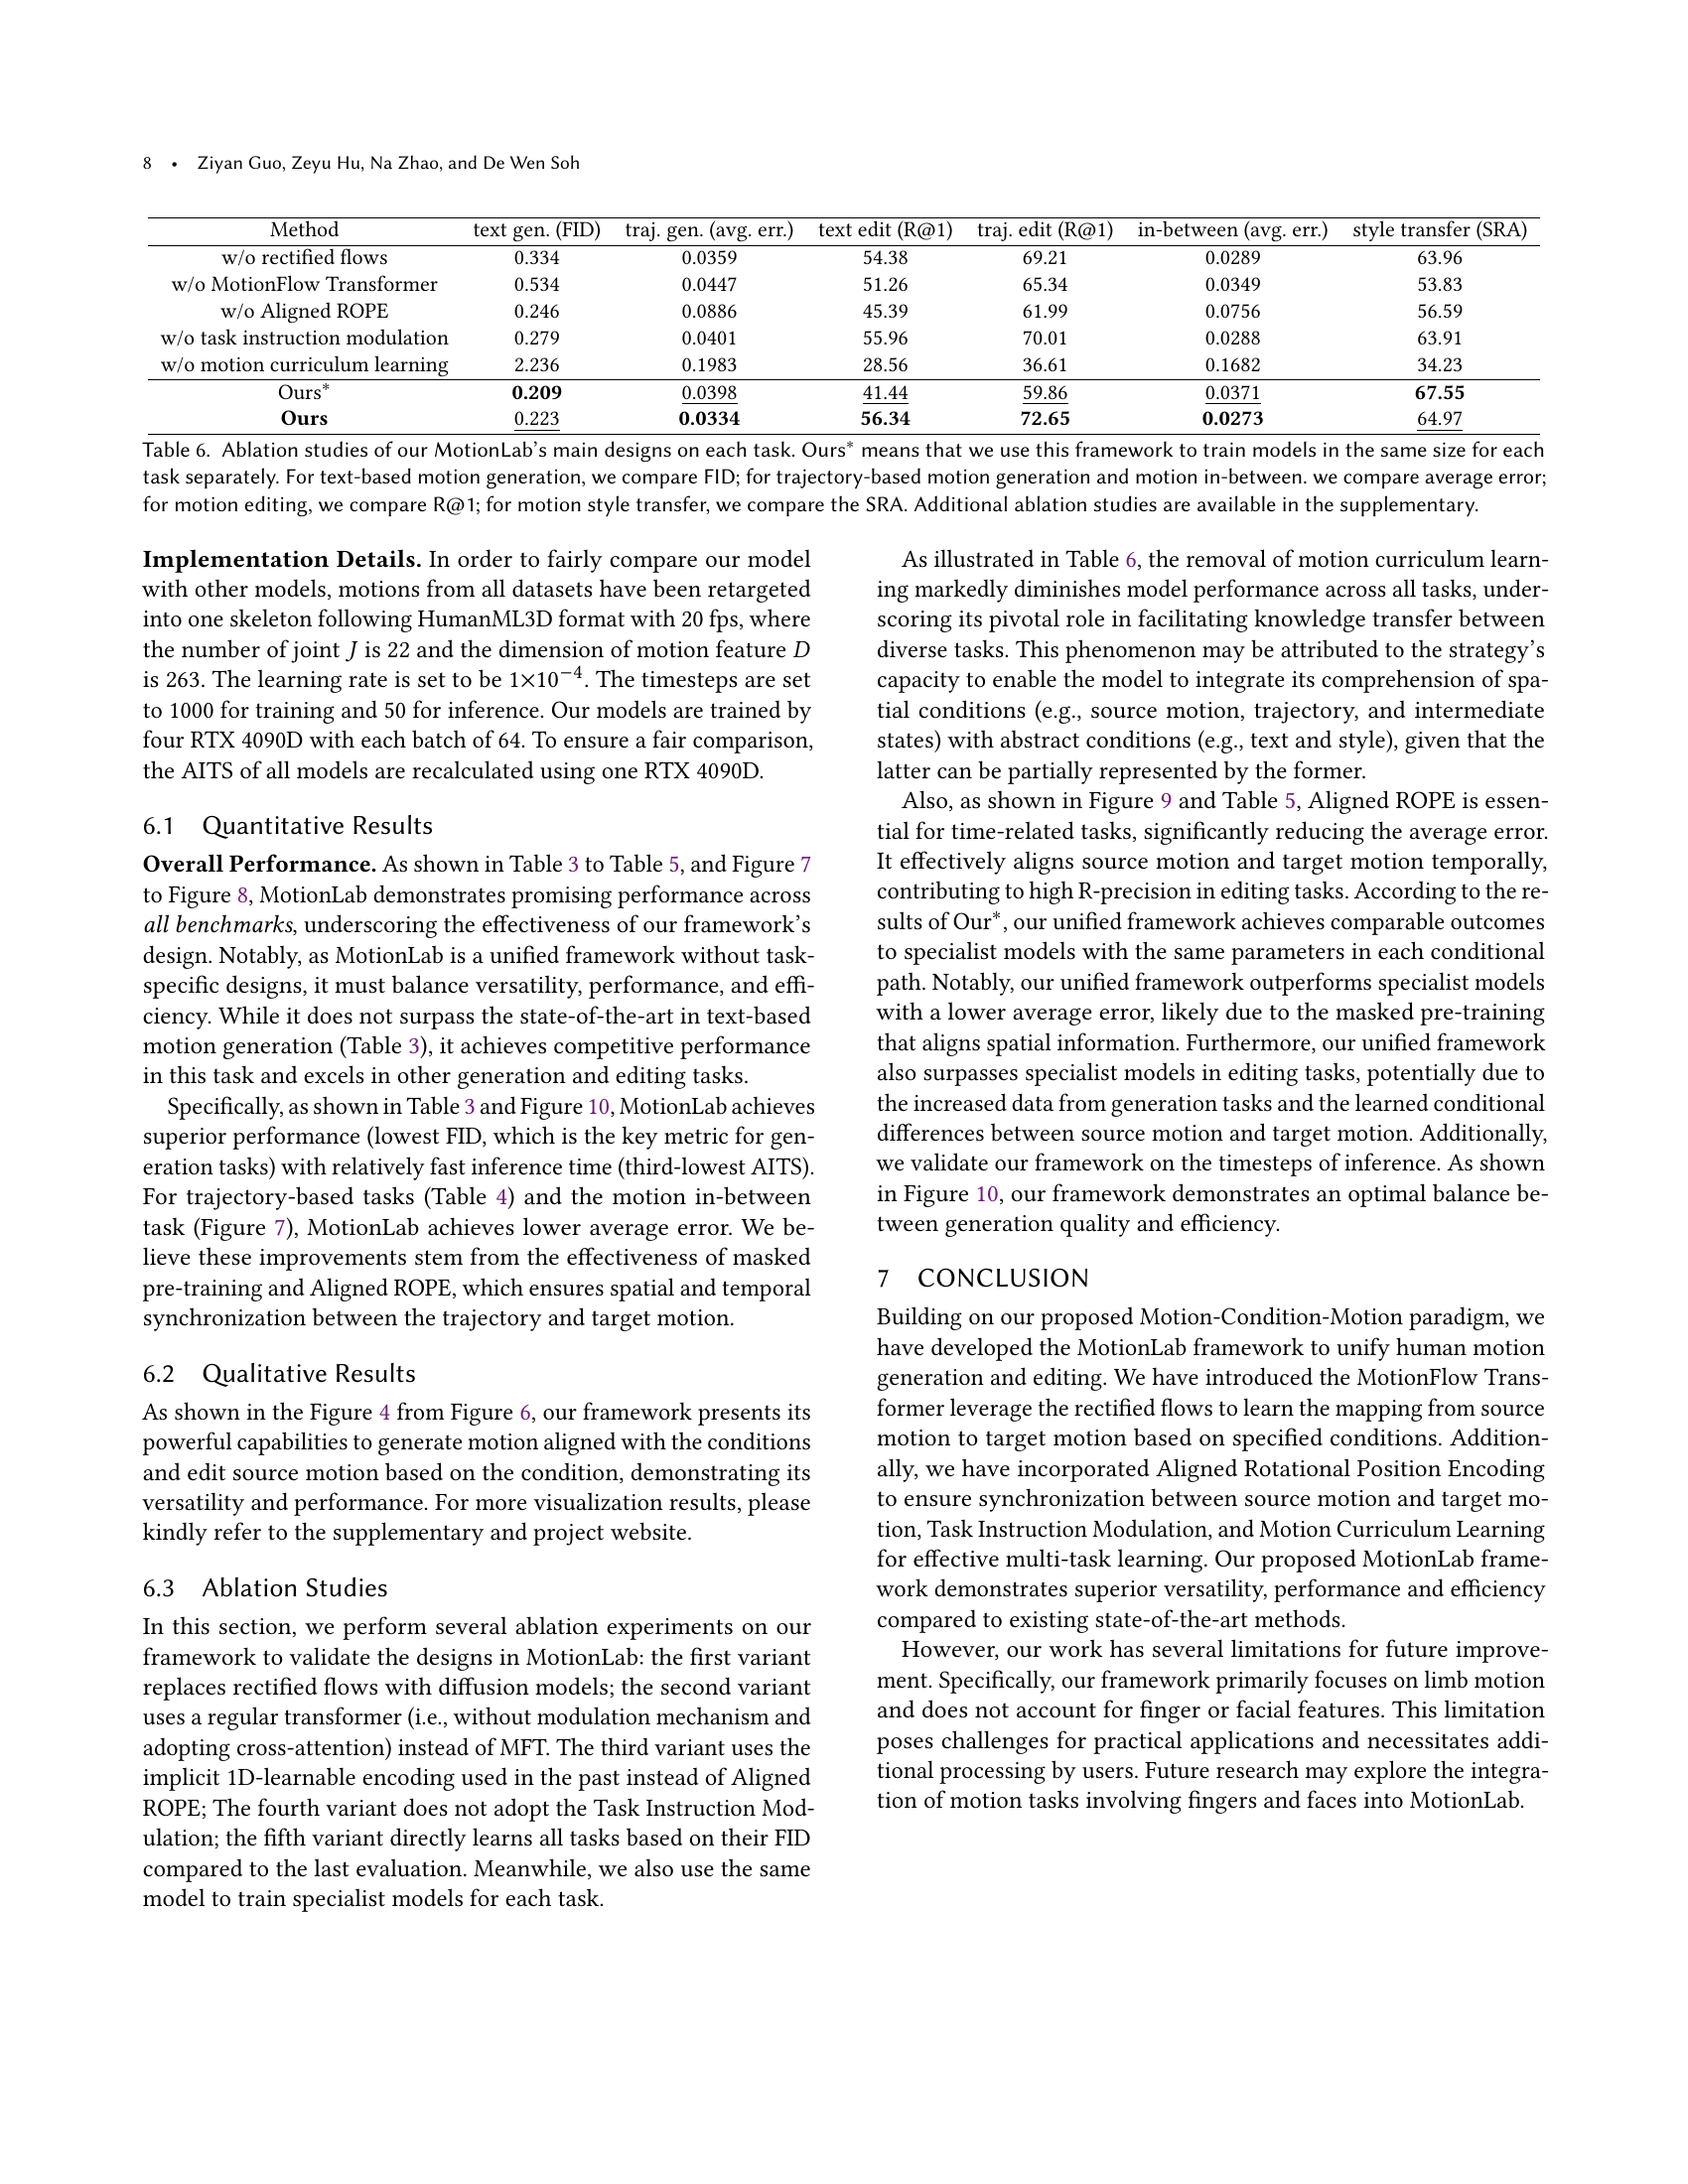 8 • Ziyan Guo, Zeyu Hu, Na Zhao, and De Wen Soh
Method text gen. (FID) traj. gen. (avg. err.) text edit (R@1) traj. edit (R@1) in-between (avg. err.) style transfer (SRA)
w/o rectified flows 0.334 0.0359 54.38 69.21 0.0289 63.96
w/o MotionFlow Transformer 0.534 0.0447 51.26 65.34 0.0349 53.83
w/o Aligned ROPE 0.246 0.0886 45.39 61.99 0.0756 56.59
w/o task instruction modulation 0.279 0.0401 55.96 70.01 0.0288 63.91
w/o motion curriculum learning 2.236 0.1983 28.56 36.61 0.1682 34.23
Ours* 0.209 0.0398 41.44 59.86 0.0371 67.55
Ours 0.223 0.0334 56.34 72.65 0.0273 64.97
Table 6. Ablation studies of our MotionLab's main designs on each task. Ours* means that we use this framework to train models in the same size for each
task separately. For text-based motion generation, we compare FID; for trajectory-based motion generation and motion in-between. we compare average error;
for motion editing, we compare R@1; for motion style transfer, we compare the SRA. Additional ablation studies are available in the supplementary.
Implementation Details. In order to fairly compare our model
with other models, motions from all datasets have been retargeted
into one skeleton following HumanML3D format with 20 fps, where
the number of joint J is 22 and the dimension of motion feature D
is 263. The learning rate is set to be 1×10⁻⁴. The timesteps are set
to 1000 for training and 50 for inference. Our models are trained by
four RTX 4090D with each batch of 64. To ensure a fair comparison,
the AITS of all models are recalculated using one RTX 4090D.
6.1 Quantitative Results
Overall Performance. As shown in Table 3 to Table 5, and Figure 7
to Figure 8, MotionLab demonstrates promising performance across
all benchmarks, underscoring the effectiveness of our framework's
design. Notably, as MotionLab is a unified framework without task-
specific designs, it must balance versatility, performance, and effi-
ciency. While it does not surpass the state-of-the-art in text-based
motion generation (Table 3), it achieves competitive performance
in this task and excels in other generation and editing tasks.
Specifically, as shown in Table 3 and Figure 10, MotionLab achieves
superior performance (lowest FID, which is the key metric for gen-
eration tasks) with relatively fast inference time (third-lowest AITS).
For trajectory-based tasks (Table 4) and the motion in-between
task (Figure 7), MotionLab achieves lower average error. We be-
lieve these improvements stem from the effectiveness of masked
pre-training and Aligned ROPE, which ensures spatial and temporal
synchronization between the trajectory and target motion.
6.2 Qualitative Results
As shown in the Figure 4 from Figure 6, our framework presents its
powerful capabilities to generate motion aligned with the conditions
and edit source motion based on the condition, demonstrating its
versatility and performance. For more visualization results, please
kindly refer to the supplementary and project website.
6.3 Ablation Studies
In this section, we perform several ablation experiments on our
framework to validate the designs in MotionLab: the first variant
replaces rectified flows with diffusion models; the second variant
uses a regular transformer (i.e., without modulation mechanism and
adopting cross-attention) instead of MFT. The third variant uses the
implicit 1D-learnable encoding used in the past instead of Aligned
ROPE; The fourth variant does not adopt the Task Instruction Mod-
ulation; the fifth variant directly learns all tasks based on their FID
compared to the last evaluation. Meanwhile, we also use the same
model to train specialist models for each task.
As illustrated in Table 6, the removal of motion curriculum learn-
ing markedly diminishes model performance across all tasks, under-
scoring its pivotal role in facilitating knowledge transfer between
diverse tasks. This phenomenon may be attributed to the strategy's
capacity to enable the model to integrate its comprehension of spa-
tial conditions (e.g., source motion, trajectory, and intermediate
states) with abstract conditions (e.g., text and style), given that the
latter can be partially represented by the former.
Also, as shown in Figure 9 and Table 5, Aligned ROPE is essen-
tial for time-related tasks, significantly reducing the average error.
It effectively aligns source motion and target motion temporally,
contributing to high R-precision in editing tasks. According to the re-
sults of Our*, our unified framework achieves comparable outcomes
to specialist models with the same parameters in each conditional
path. Notably, our unified framework outperforms specialist models
with a lower average error, likely due to the masked pre-training
that aligns spatial information. Furthermore, our unified framework
also surpasses specialist models in editing tasks, potentially due to
the increased data from generation tasks and the learned conditional
differences between source motion and target motion. Additionally,
we validate our framework on the timesteps of inference. As shown
in Figure 10, our framework demonstrates an optimal balance be-
tween generation quality and efficiency.
7 CONCLUSION
Building on our proposed Motion-Condition-Motion paradigm, we
have developed the MotionLab framework to unify human motion
generation and editing. We have introduced the MotionFlow Trans-
former leverage the rectified flows to learn the mapping from source
motion to target motion based on specified conditions. Addition-
ally, we have incorporated Aligned Rotational Position Encoding
to ensure synchronization between source motion and target mo-
tion, Task Instruction Modulation, and Motion Curriculum Learning
for effective multi-task learning. Our proposed MotionLab frame-
work demonstrates superior versatility, performance and efficiency
compared to existing state-of-the-art methods.
However, our work has several limitations for future improve-
ment. Specifically, our framework primarily focuses on limb motion
and does not account for finger or facial features. This limitation
poses challenges for practical applications and necessitates addi-
tional processing by users. Future research may explore the integra-
tion of motion tasks involving fingers and faces into MotionLab.